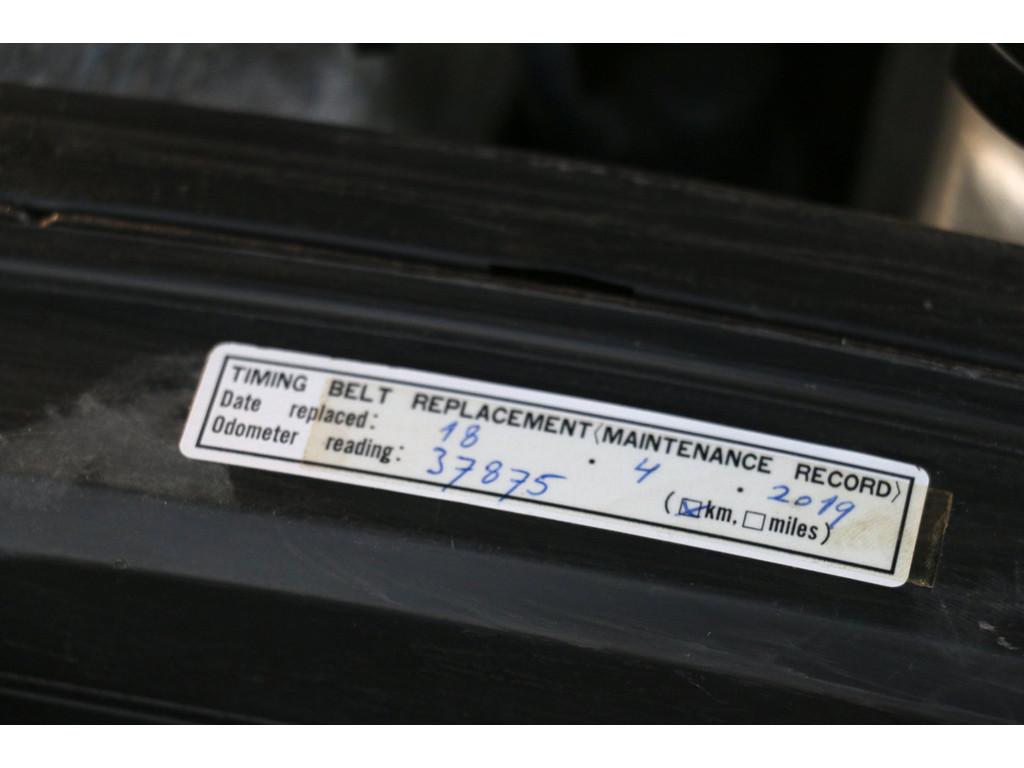 TIMING BELT REPLACEMENT (MAINTENANCE RECORD)
Date replaced: 18 . 4 . 2019
Odometer reading: 37875 (☒km, ☐miles)